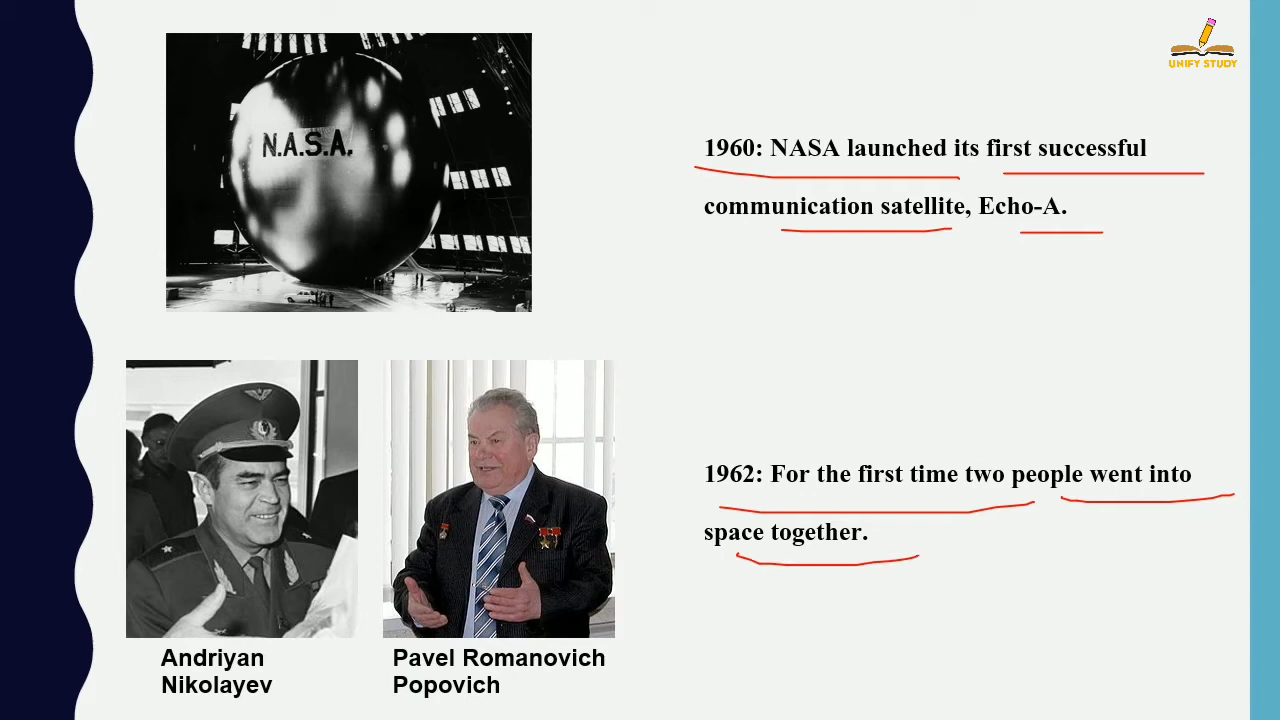 UNIFY STUDY
N.A.S.A.
1960: NASA launched its first successful
communication satellite, Echo-A.
1962: For the first time two people went into
space together.
Andriyan
Nikolayev
Pavel Romanovich
Popovich